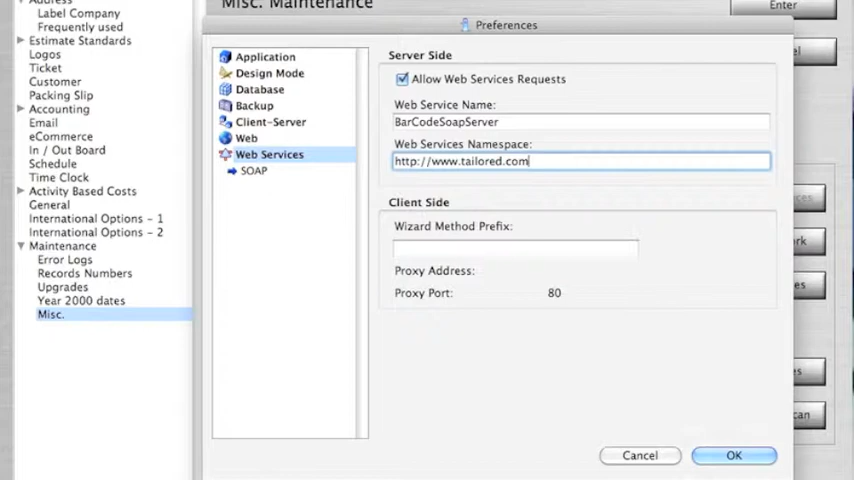 Misc. Maintenance
Enter
Address
Label Company
Frequently used
Estimate Standards
Logos
Ticket
Customer
Packing Slip
Accounting
Email
eCommerce
In / Out Board
Schedule
Time Clock
Activity Based Costs
General
International Options - 1
International Options - 2
Maintenance
Error Logs
Records Numbers
Upgrades
Year 2000 dates
Misc.
Preferences
Application
Design Mode
Database
Backup
Client-Server
Web
Web Services
SOAP
Server Side
Allow Web Services Requests
Web Service Name:
BarCodeSoapServer
Web Services Namespace:
http://www.tailored.com
Client Side
Wizard Method Prefix:
Proxy Address:
Proxy Port: 80
Cancel
OK